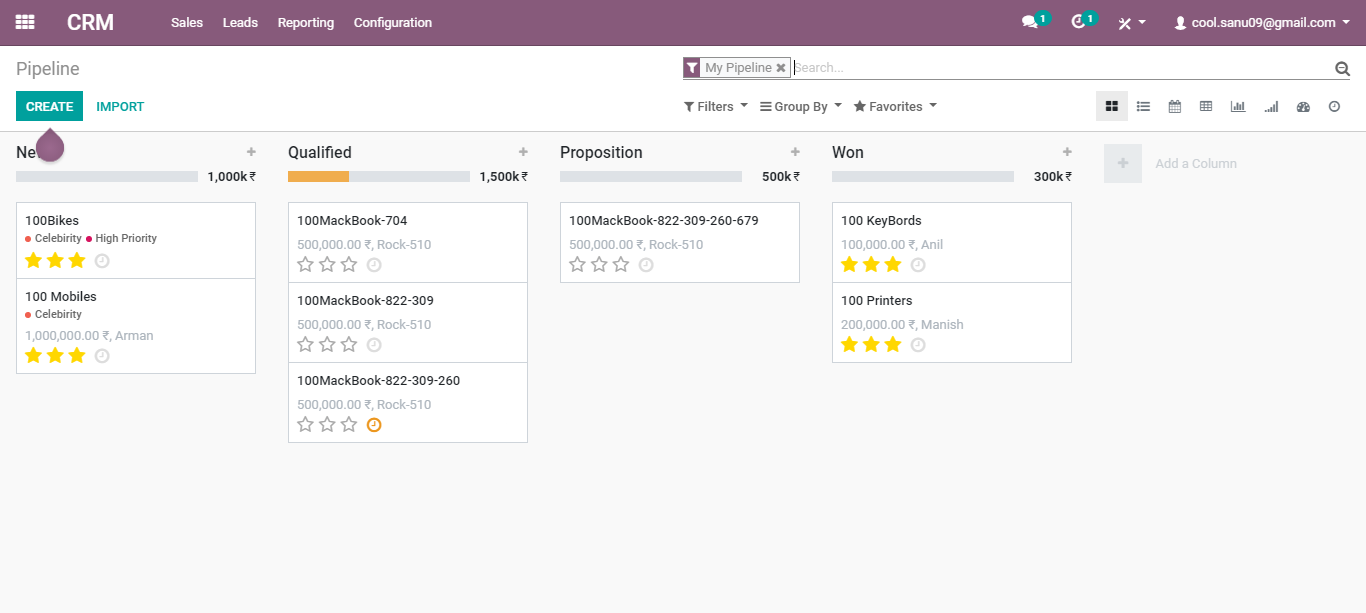 CRM Sales Leads Reporting Configuration 1 1 cool.sanu09@gmail.com
Pipeline
My Pipeline Search...
CREATE IMPORT
Filters Group By Favorites
Qualified
Proposition
Won
Add a Column
1,000k ₹
1,500k ₹
500k ₹
300k ₹
100Bikes
Celebirity High Priority
100 Mobiles
Celebirity
1,000,000.00 ₹, Arman
100MackBook-704
500,000.00 ₹, Rock-510
100MackBook-822-309
500,000.00 ₹, Rock-510
100MackBook-822-309-260
500,000.00 ₹, Rock-510
100MackBook-822-309-260-679
500,000.00 ₹, Rock-510
100 KeyBords
100,000.00 ₹, Anil
100 Printers
200,000.00 ₹, Manish